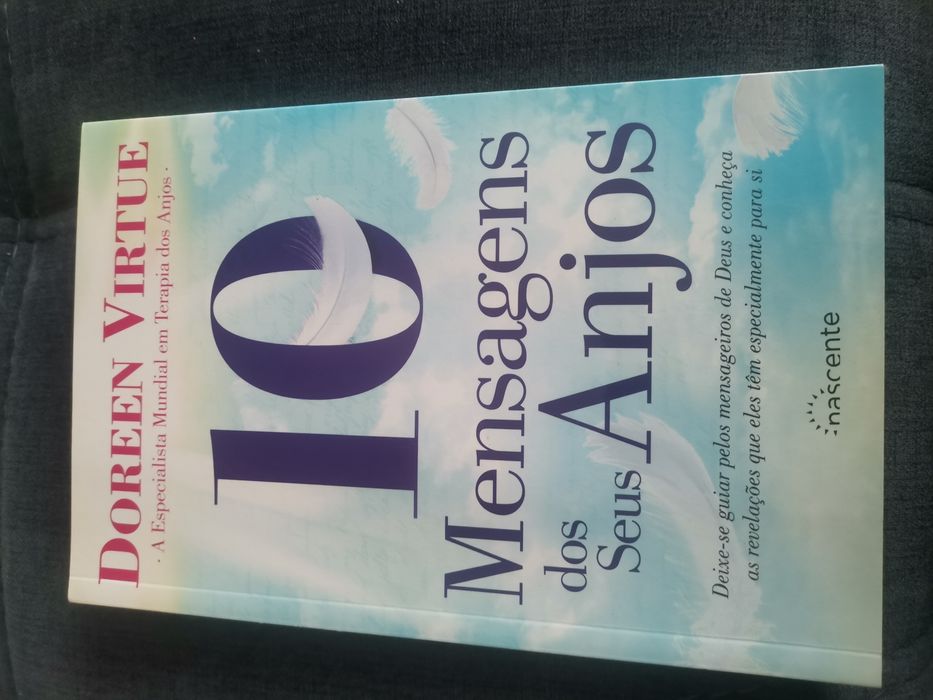 DOREEN VIRTUE
· A Especialista Mundial em Terapia dos Anjos ·
10
Mensagens
dos
Seus Anjos
Deixe-se guiar pelos mensageiros de Deus e conheça
as revelações que eles têm especialmente para si
nascente